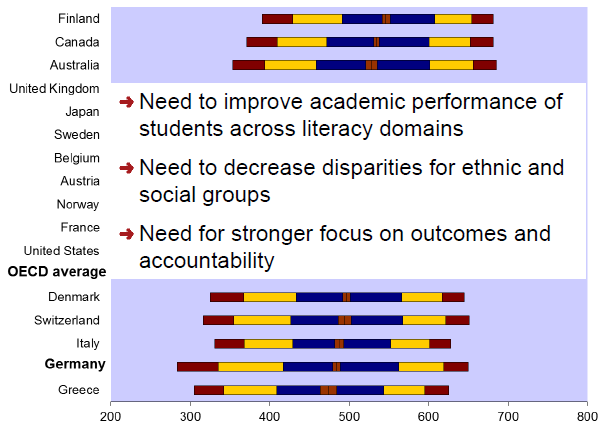 Finland
Canada
Australia
United Kingdom
Japan
Sweden
Belgium
Austria
Norway
France
United States
OECD average
Denmark
Switzerland
Italy
Germany
Greece
➜ Need to improve academic performance of
students across literacy domains
➜ Need to decrease disparities for ethnic and
social groups
➜ Need for stronger focus on outcomes and
accountability
200 300 400 500 600 700 800